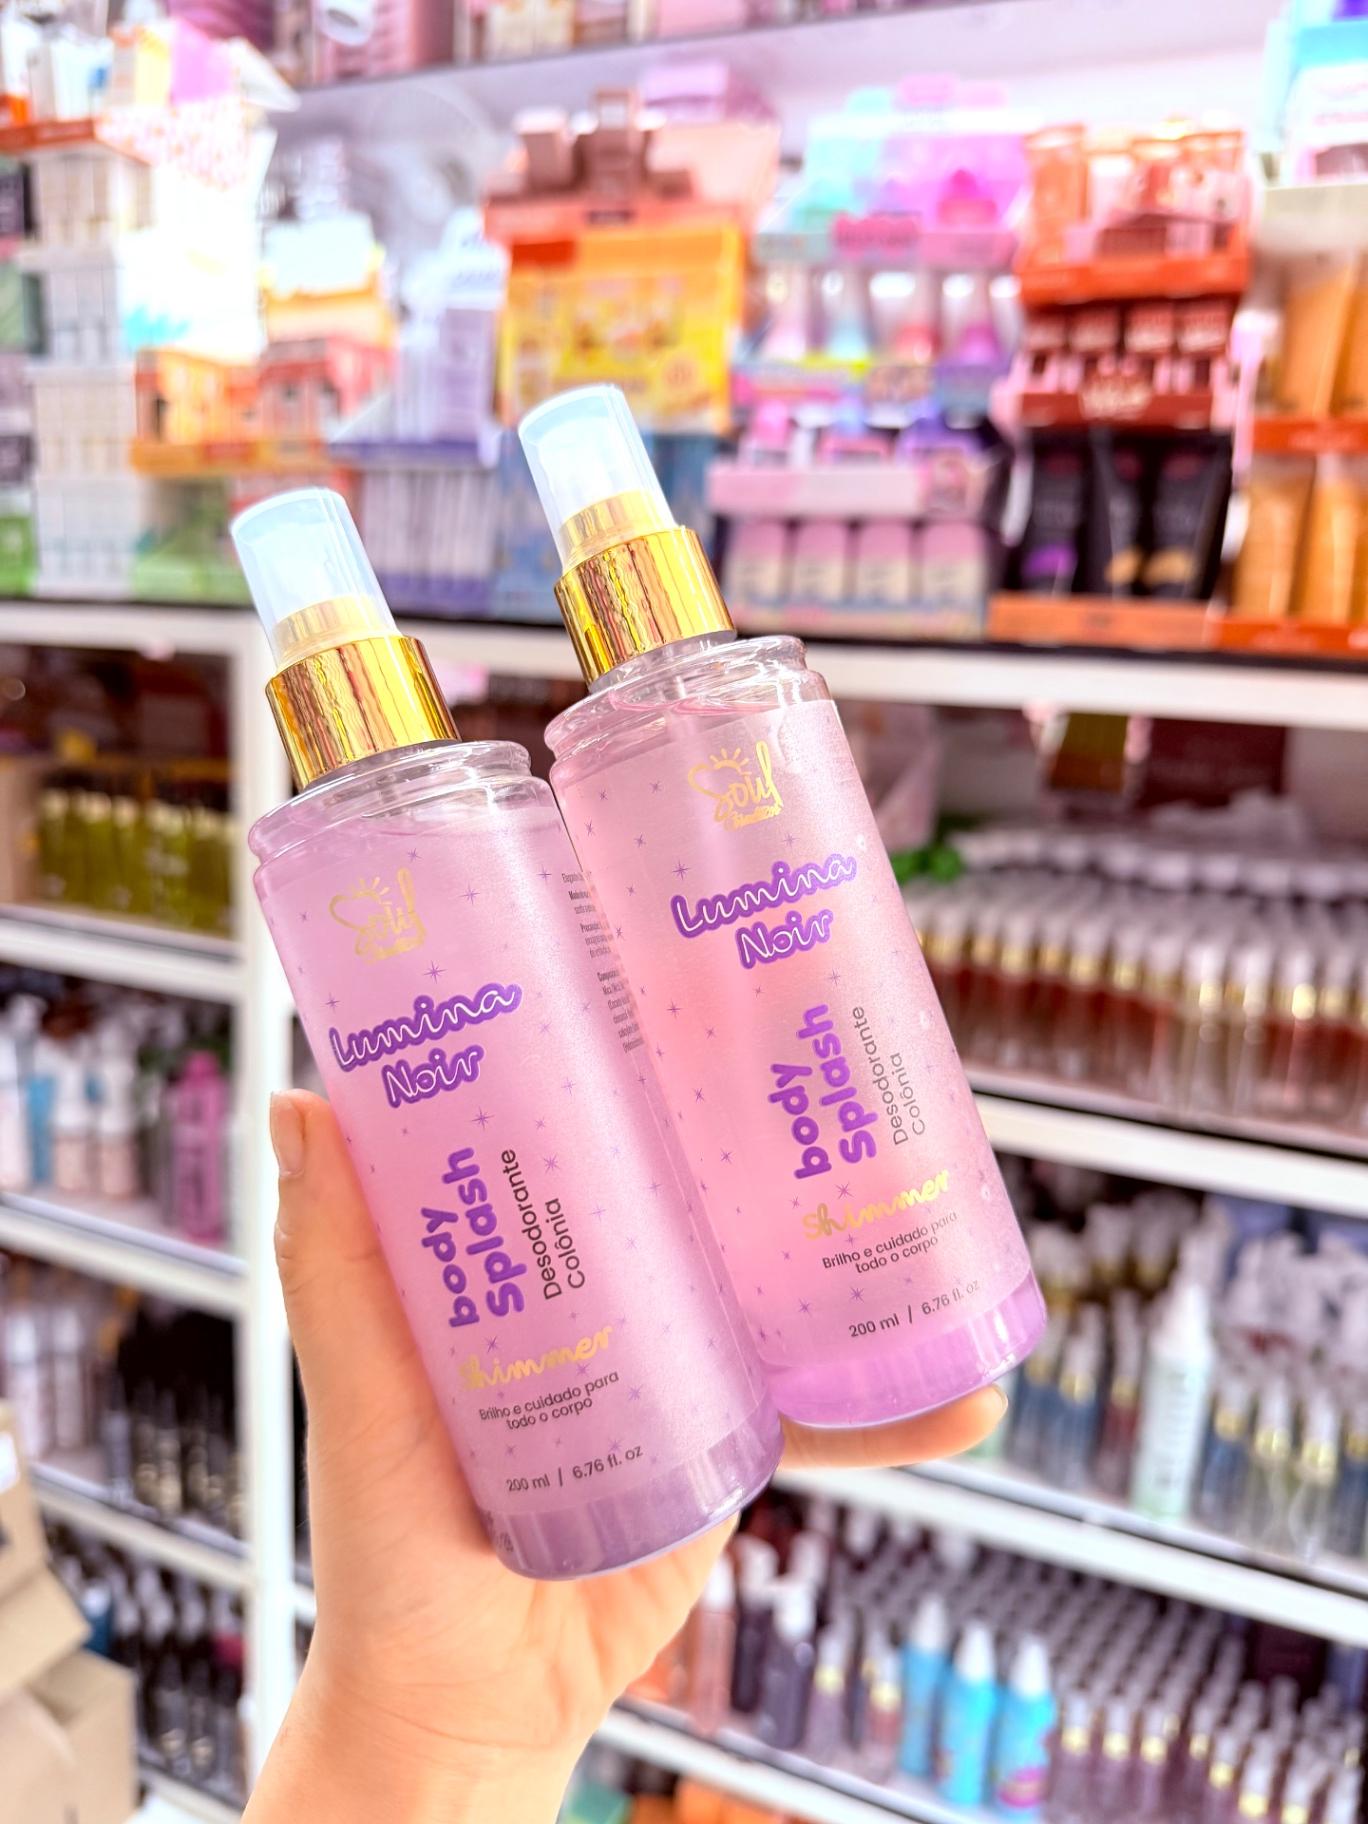 Soul
Lumina
Noir
body
Splash
Desodorante
Colônia
Shimmer
Brilho e cuidado para
todo o corpo
200 ml / 6.76 fl. oz
Soul
Lumina
Noir
body
Splash
Desodorante
Colônia
Shimmer
Brilho e cuidado para
todo o corpo
200 ml / 6.76 fl. oz